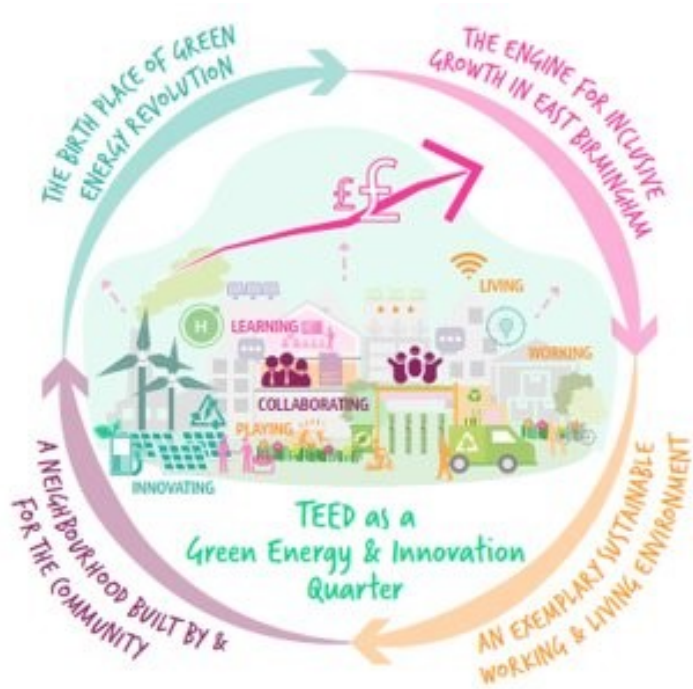 THE BIRTH PLACE OF GREEN
ENERGY REVOLUTION
THE ENGINE FOR INCLUSIVE
GROWTH IN EAST BIRMINGHAM
££
LIVING
H
LEARNING
WORKING
COLLABORATING
PLAYING
INNOVATING
TEED as a
Green Energy & Innovation
Quarter
A NEIGHBOURHOOD BUILT BY &
FOR THE COMMUNITY
AN EXEMPLARY SUSTAINABLE
WORKING & LIVING ENVIRONMENT